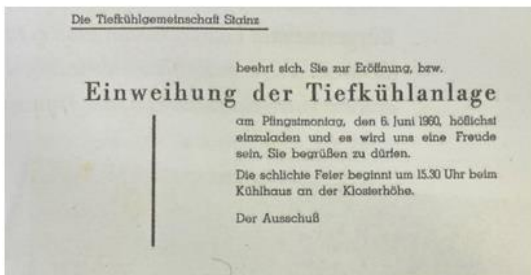 Die Tiefkühlgemeinschaft Stainz
beehrt sich, Sie zur Eröffnung, bzw.
Einweihung der Tiefkühlanlage
am Pfingstmontag, den 6. Juni 1960, höflichst
einzuladen und es wird uns eine Freude
sein, Sie begrüßen zu dürfen.
Die schlichte Feier beginnt um 15.30 Uhr beim
Kühlhaus an der Klosterhöhe.
Der Ausschuß